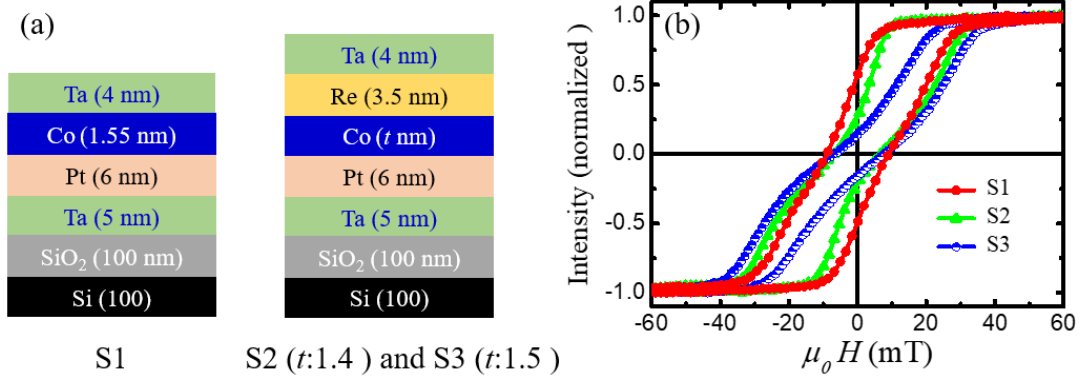 (a)
Ta (4 nm)
Co (1.55 nm)
Pt (6 nm)
Ta (5 nm)
SiO₂ (100 nm)
Si (100)
S1
Ta (4 nm)
Re (3.5 nm)
Co (t nm)
Pt (6 nm)
Ta (5 nm)
SiO₂ (100 nm)
Si (100)
S2 (t:1.4 ) and S3 (t:1.5 )
(b)
Intensity (normalized)
1.0
0.5
0.0
-0.5
-1.0
S1
S2
S3
-60 -40 -20 0 20 40 60
μ₀ H (mT)